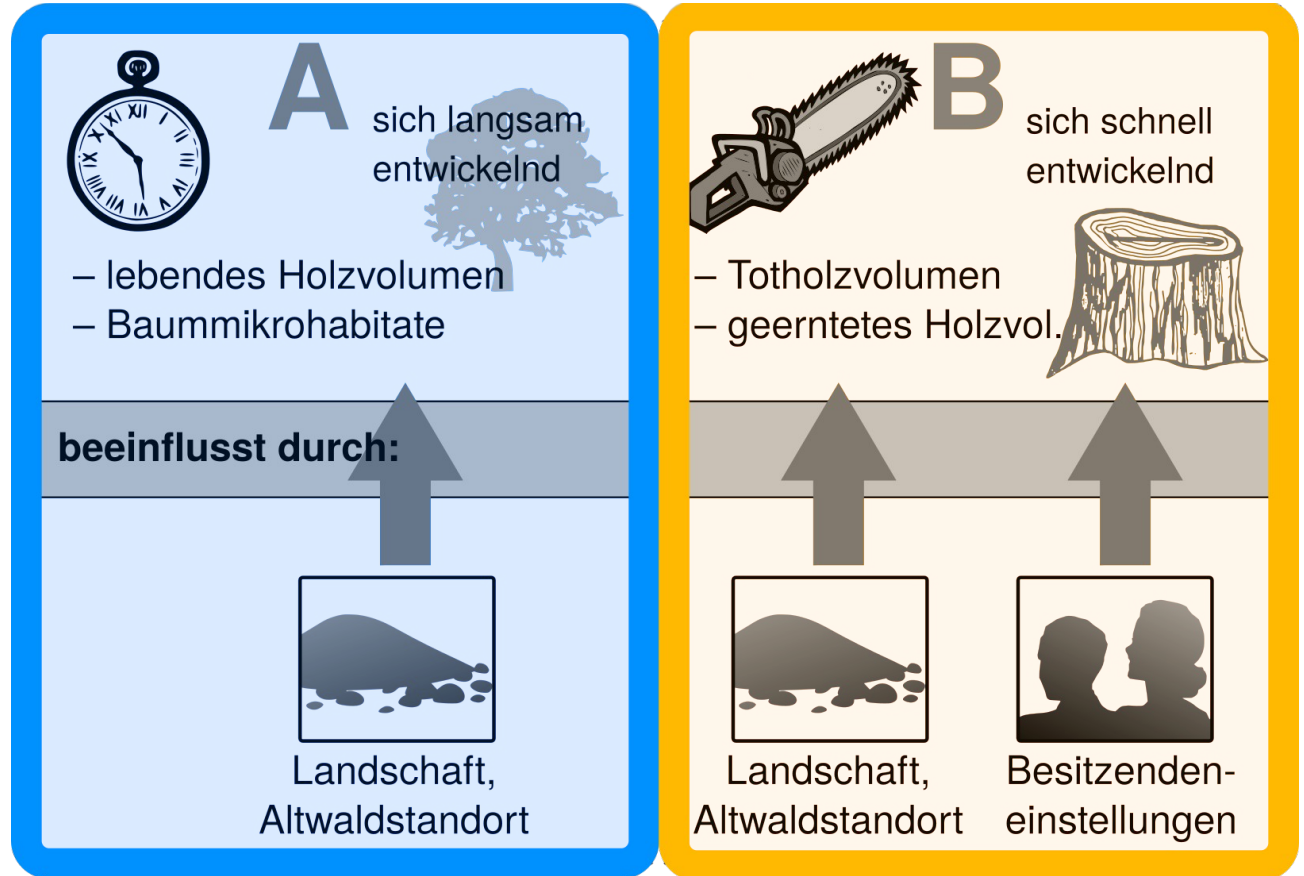 A
sich langsam
entwickelnd
– lebendes Holzvolumen
– Baummikrohabitate
beeinflusst durch:
Landschaft,
Altwaldstandort
B
sich schnell
entwickelnd
– Totholzvolumen
– geerntetes Holzvol.
Landschaft,
Altwaldstandort
Besitzenden-
einstellungen